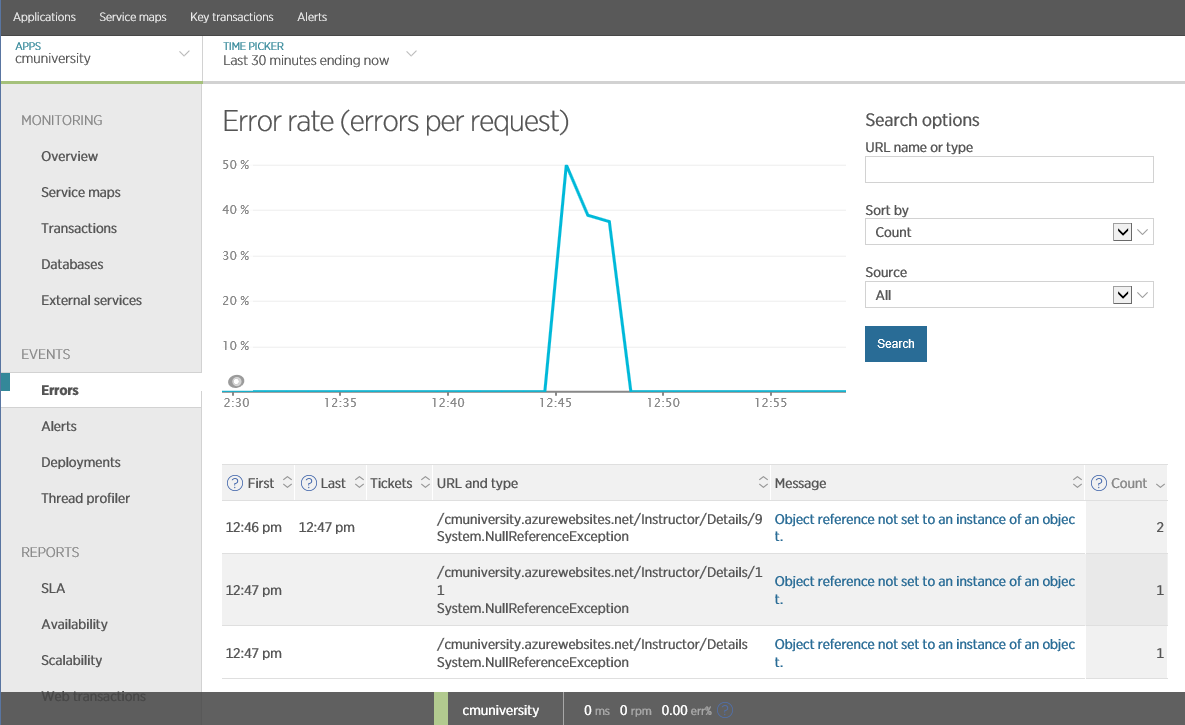 Applications Service maps Key transactions Alerts
APPS
cmuniversity
TIME PICKER
Last 30 minutes ending now
MONITORING
Overview
Service maps
Transactions
Databases
External services
EVENTS
Errors
Alerts
Deployments
Thread profiler
REPORTS
SLA
Availability
Scalability
Web transactions
Error rate (errors per request)
50 %
40 %
30 %
20 %
10 %
2:30 12:35 12:40 12:45 12:50 12:55
Search options
URL name or type
Sort by
Count
Source
All
Search
? First ? Last Tickets URL and type Message ? Count
12:46 pm 12:47 pm /cmuniversity.azurewebsites.net/Instructor/Details/9
System.NullReferenceException
Object reference not set to an instance of an objec
t.
2
12:47 pm /cmuniversity.azurewebsites.net/Instructor/Details/1
1
System.NullReferenceException
Object reference not set to an instance of an objec
t.
1
12:47 pm /cmuniversity.azurewebsites.net/Instructor/Details
System.NullReferenceException
Object reference not set to an instance of an objec
t.
1
cmuniversity 0 ms 0 rpm 0.00 err% ?